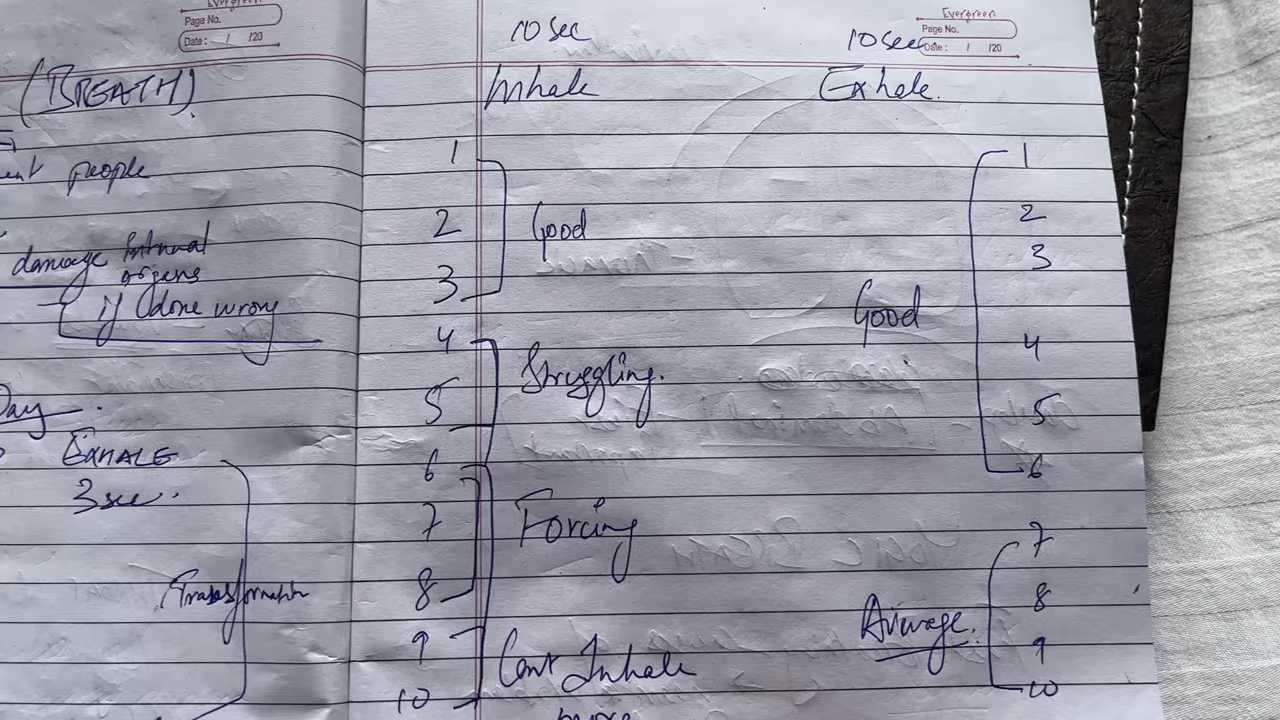 Evergreen
Page No.
Date: / /20
(BREATH)
people
damage internal
organs
if done wrong
Day
EXHALE
3 sec.
Transformation
Evergreen
Page No.
Date: / /20
10 sec
10 sec
Inhale
Exhale.
1
2
3
Good
4
5
Struggling.
6
7
8
Forcing
9
10
Cant Inhale
more
1
2
3
4
5
6
Good
7
8
9
10
Average.